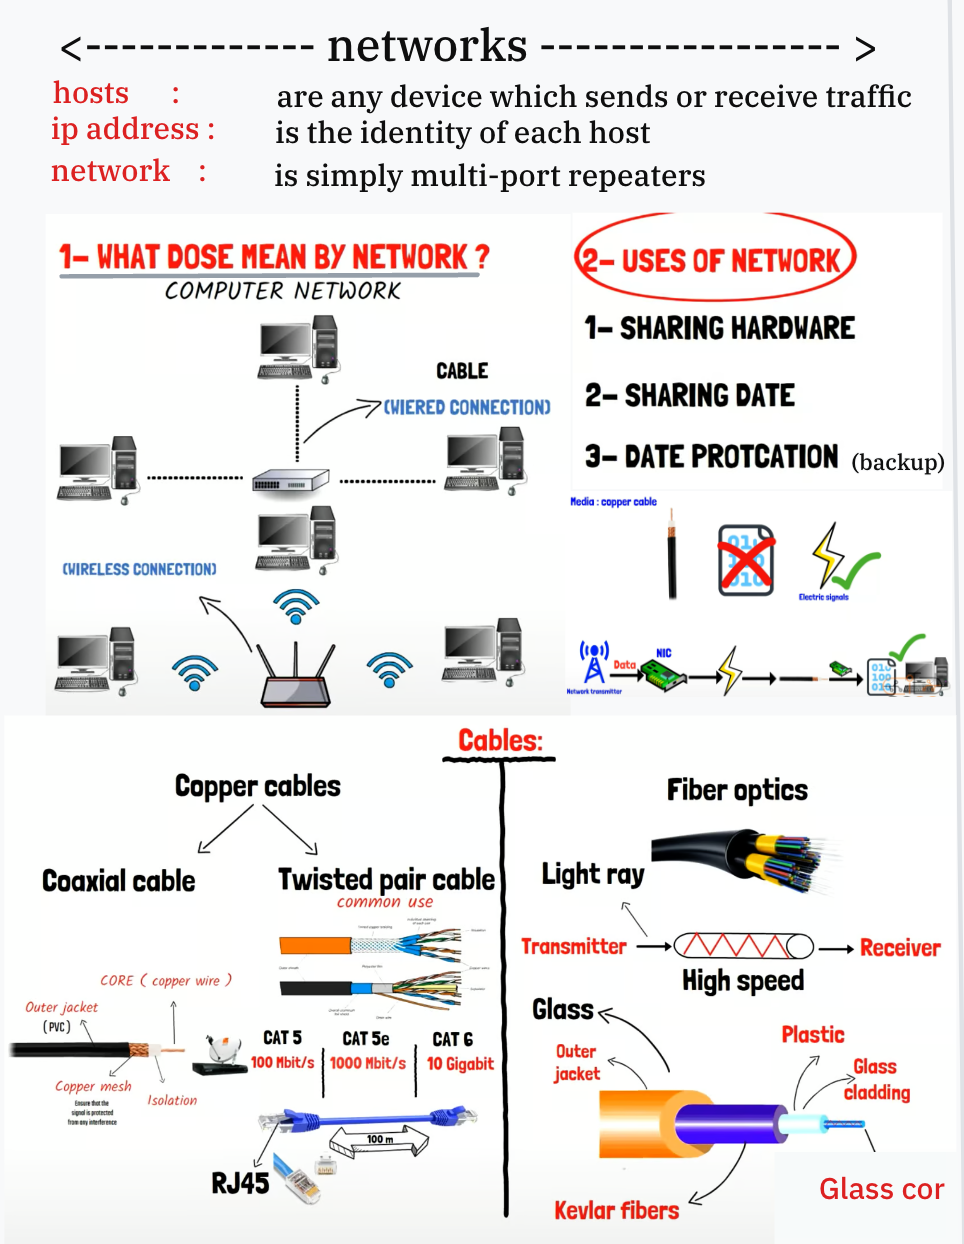 <------------- networks ----------------- >
hosts : are any device which sends or receive traffic
ip address : is the identity of each host
network : is simply multi-port repeaters
1- WHAT DOSE MEAN BY NETWORK ?
COMPUTER NETWORK
CABLE
(WIERED CONNECTION)
(WIRELESS CONNECTION)
2- USES OF NETWORK
1- SHARING HARDWARE
2- SHARING DATE
3- DATE PROTCATION (backup)
Media : copper cable
Electric signals
Network transmitter
Data
NIC
Cables:
Copper cables
Coaxial cable
CORE ( copper wire )
Outer jacket
(PVC)
Copper mesh
Ensure that the
signal is protected
from any interference
Isolation
Twisted pair cable
common use
CAT 5
100 Mbit/s
CAT 5e
1000 Mbit/s
CAT 6
10 Gigabit
100 m
RJ45
Fiber optics
Light ray
Transmitter
Receiver
High speed
Glass
Outer
jacket
Plastic
Glass
cladding
Kevlar fibers
Glass cor